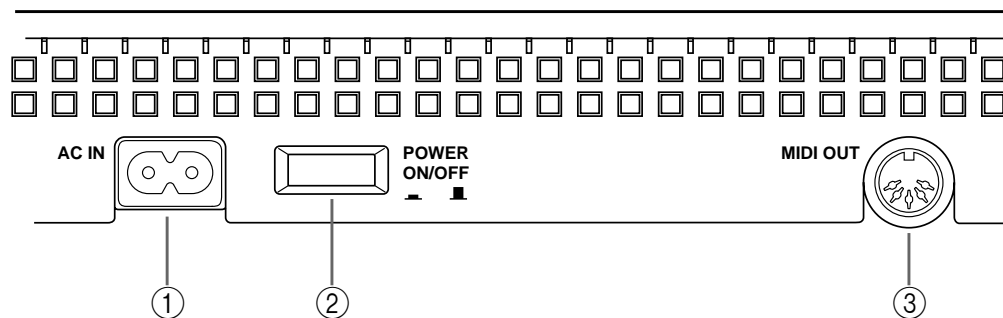 AC IN
POWER
ON/OFF
MIDI OUT
① ② ③